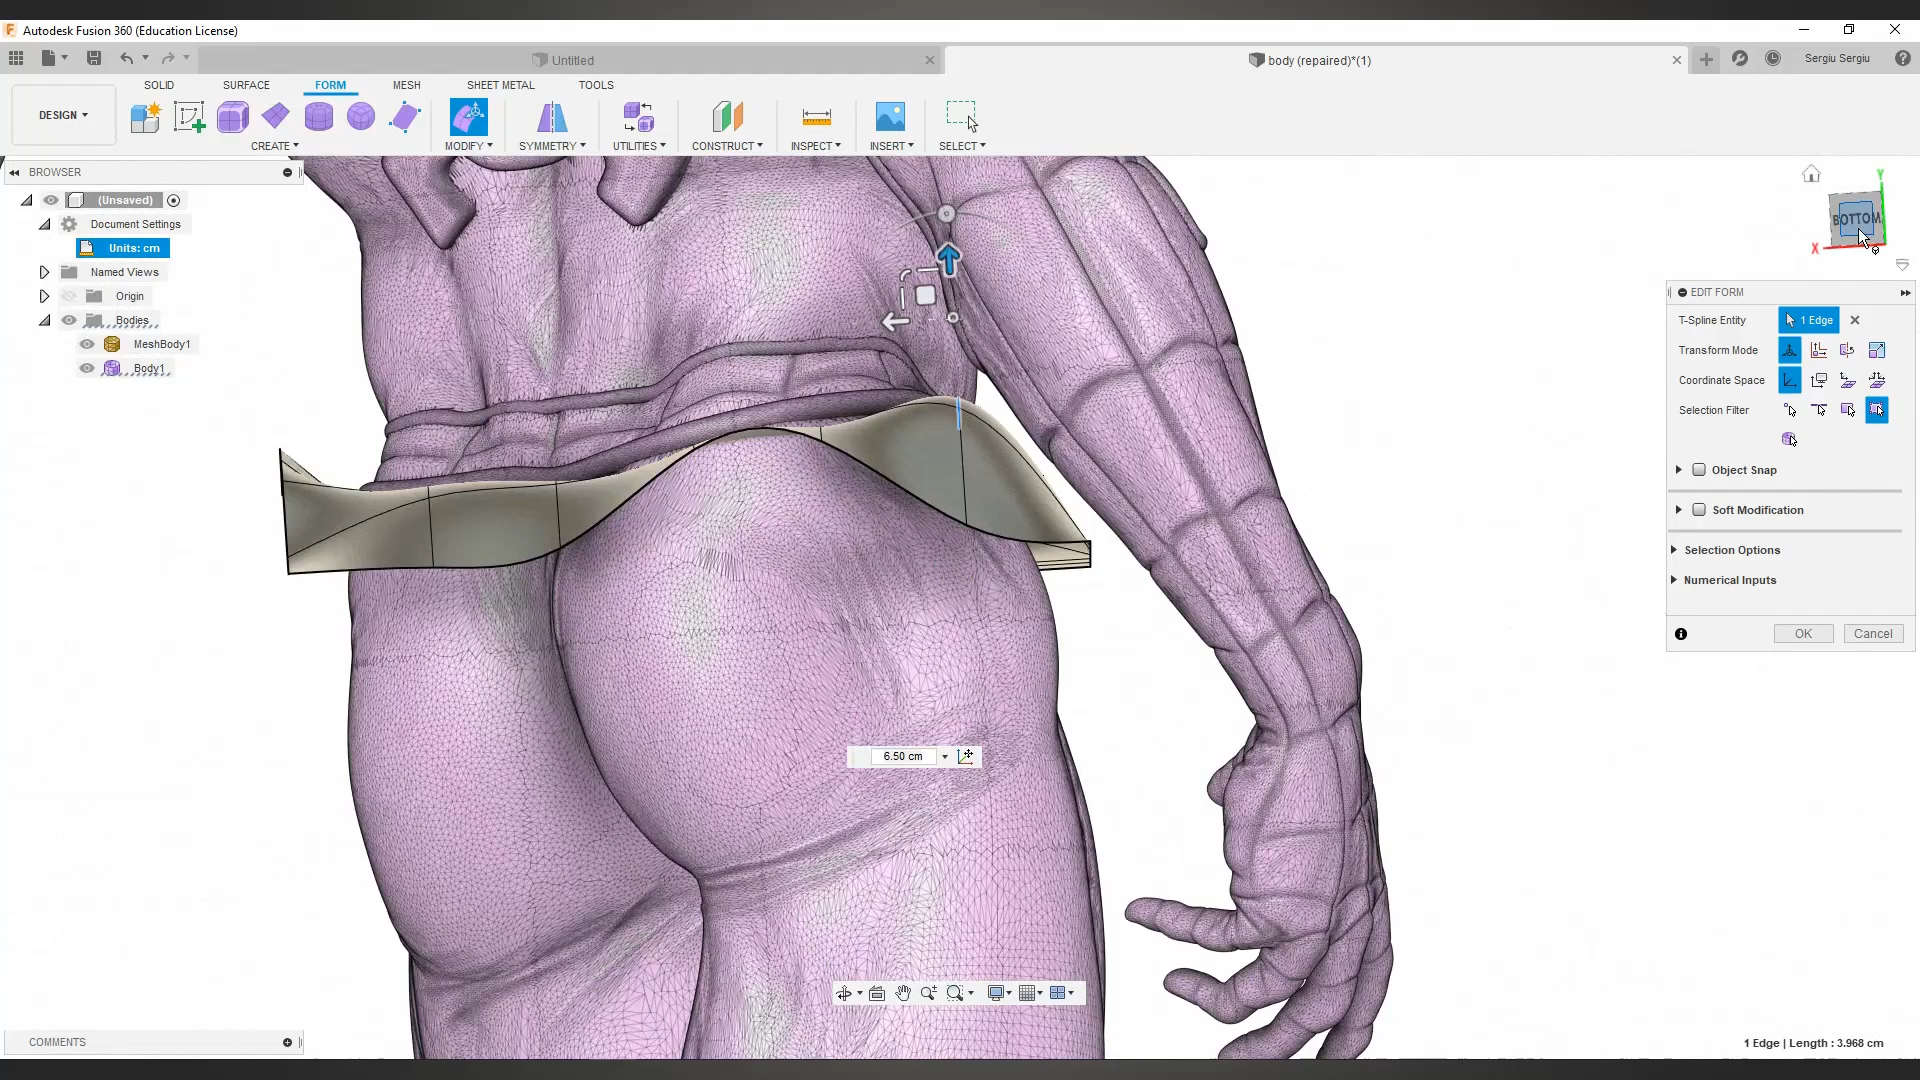 Autodesk Fusion 360 (Education License)
Untitled
body (repaired)*(1)
Sergiu Sergiu
SOLID
SURFACE
FORM
MESH
SHEET METAL
TOOLS
DESIGN
CREATE
MODIFY
SYMMETRY
UTILITIES
CONSTRUCT
INSPECT
INSERT
SELECT
BROWSER
(Unsaved)
Document Settings
Units: cm
Named Views
Origin
Bodies
MeshBody1
Body1
Y
BOTTOM
X
EDIT FORM
T-Spline Entity
1 Edge
Transform Mode
Coordinate Space
Selection Filter
Object Snap
Soft Modification
Selection Options
Numerical Inputs
OK
Cancel
6.50 cm
COMMENTS
1 Edge | Length : 3.968 cm